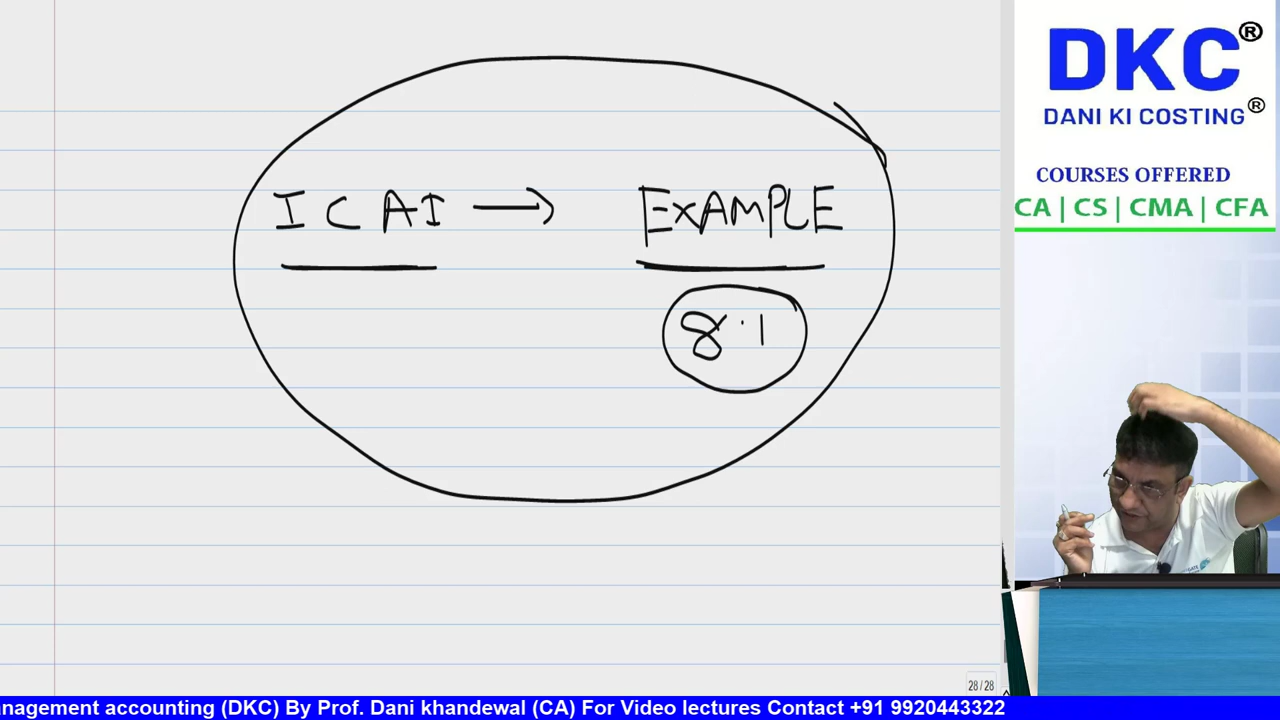 DKC®
DANI KI COSTING®
COURSES OFFERED
CA | CS | CMA | CFA
ICAI → EXAMPLE
8.1
28 / 28
nagement accounting (DKC) By Prof. Dani khandewal (CA) For Video lectures Contact +91 9920443322